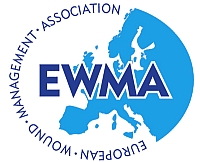 EUROPEAN · WOUND · MANAGEMENT · ASSOCIATION
EWMA